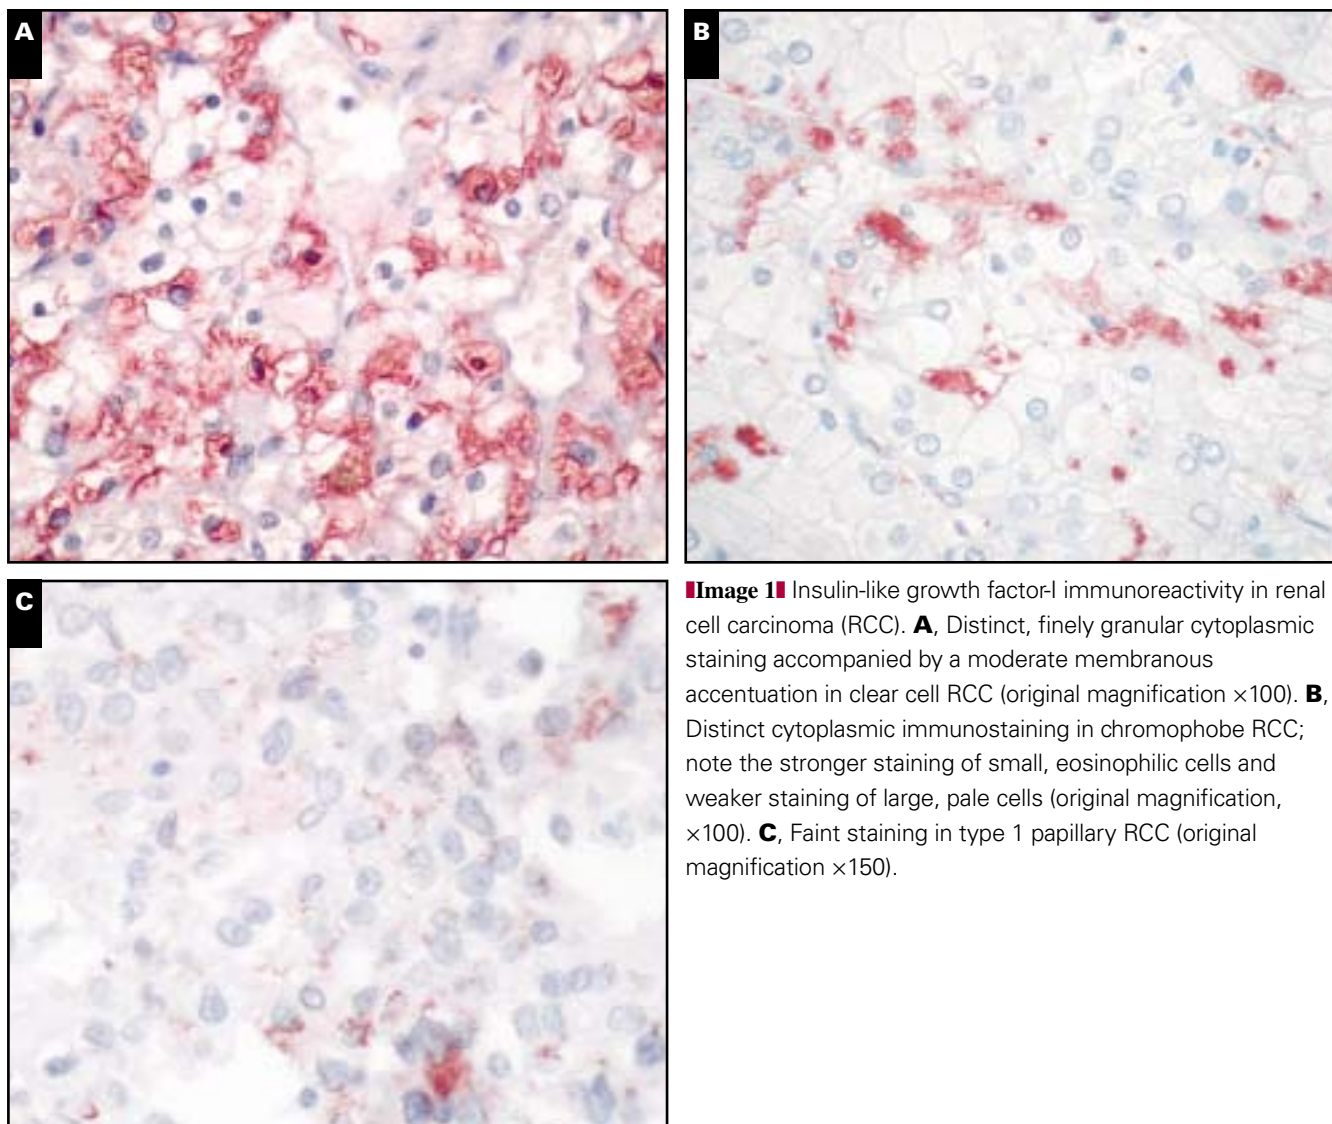 A
B
C
❚Image 1❚ Insulin-like growth factor-I immunoreactivity in renal
cell carcinoma (RCC). A, Distinct, finely granular cytoplasmic
staining accompanied by a moderate membranous
accentuation in clear cell RCC (original magnification ×100). B,
Distinct cytoplasmic immunostaining in chromophobe RCC;
note the stronger staining of small, eosinophilic cells and
weaker staining of large, pale cells (original magnification,
×100). C, Faint staining in type 1 papillary RCC (original
magnification ×150).